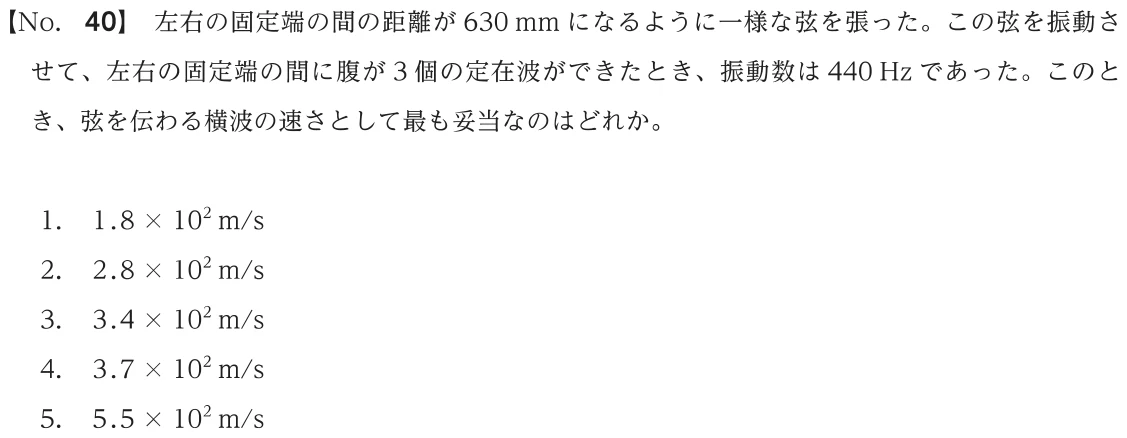 【No. 40】 左右の固定端の間の距離が 630 mm になるように一様な弦を張った。この弦を振動さ
せて、左右の固定端の間に腹が 3 個の定在波ができたとき、振動数は 440 Hz であった。このと
き、弦を伝わる横波の速さとして最も妥当なのはどれか。
1. 1.8 × 10² m/s
2. 2.8 × 10² m/s
3. 3.4 × 10² m/s
4. 3.7 × 10² m/s
5. 5.5 × 10² m/s